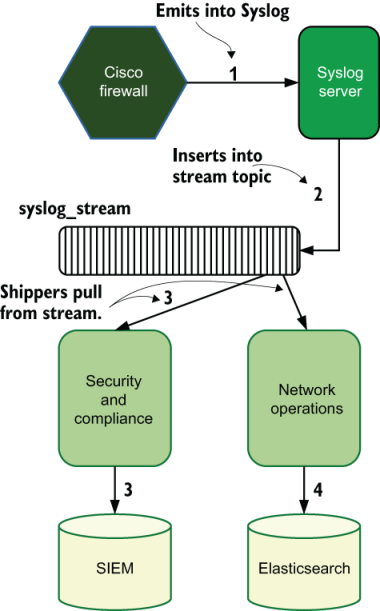 Emits into Syslog
Cisco
firewall
1
Syslog
server
Inserts into
stream topic
2
syslog_stream
Shippers pull
from stream.
3
Security
and
compliance
Network
operations
3
4
SIEM
Elasticsearch